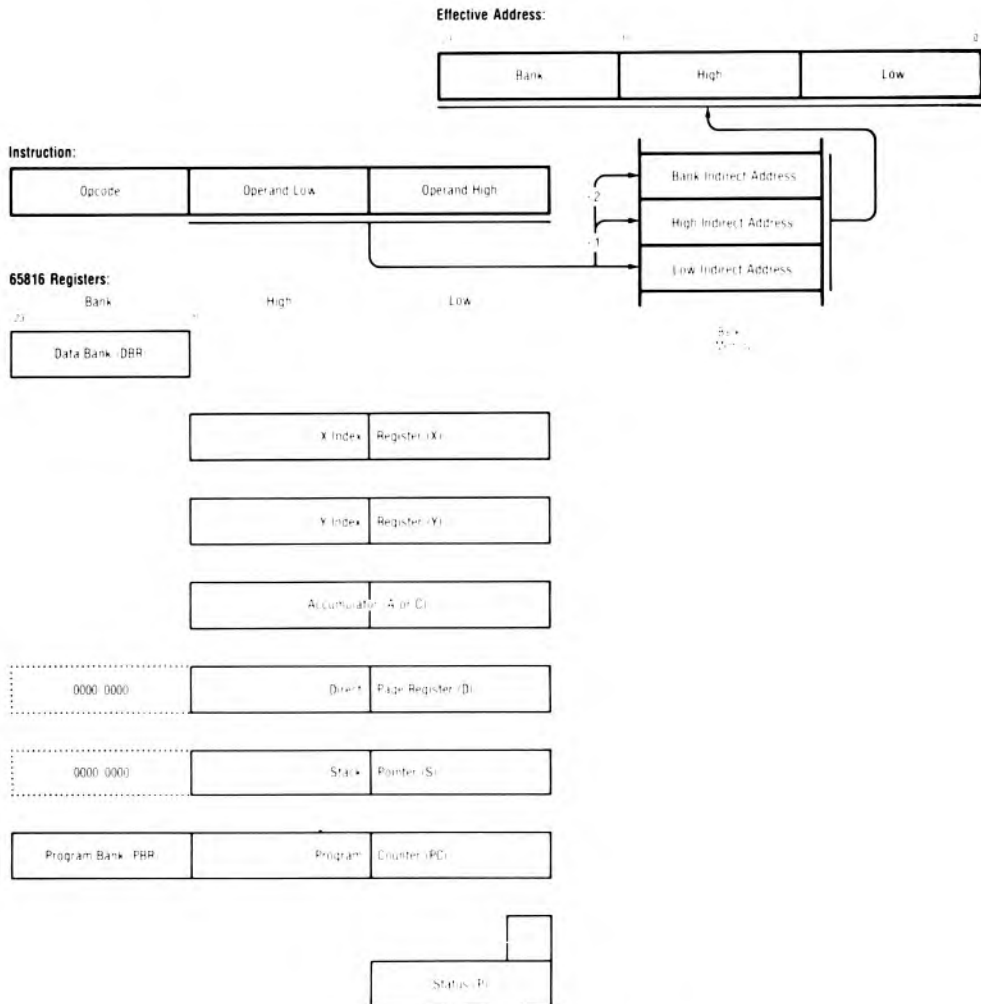 Effective Address:
Bank High Low
Instruction:
Opcode Operand Low Operand High
Bank Indirect Address
2
High Indirect Address
1
Low Indirect Address
65816 Registers:
Bank High Low
Data Bank (DBR)
X Index Register (X)
Y Index Register (Y)
Accumulator (A or C)
0000 0000 Direct Page Register (D)
0000 0000 Stack Pointer (S)
Program Bank (PBR) Program Counter (PC)
Status (P)